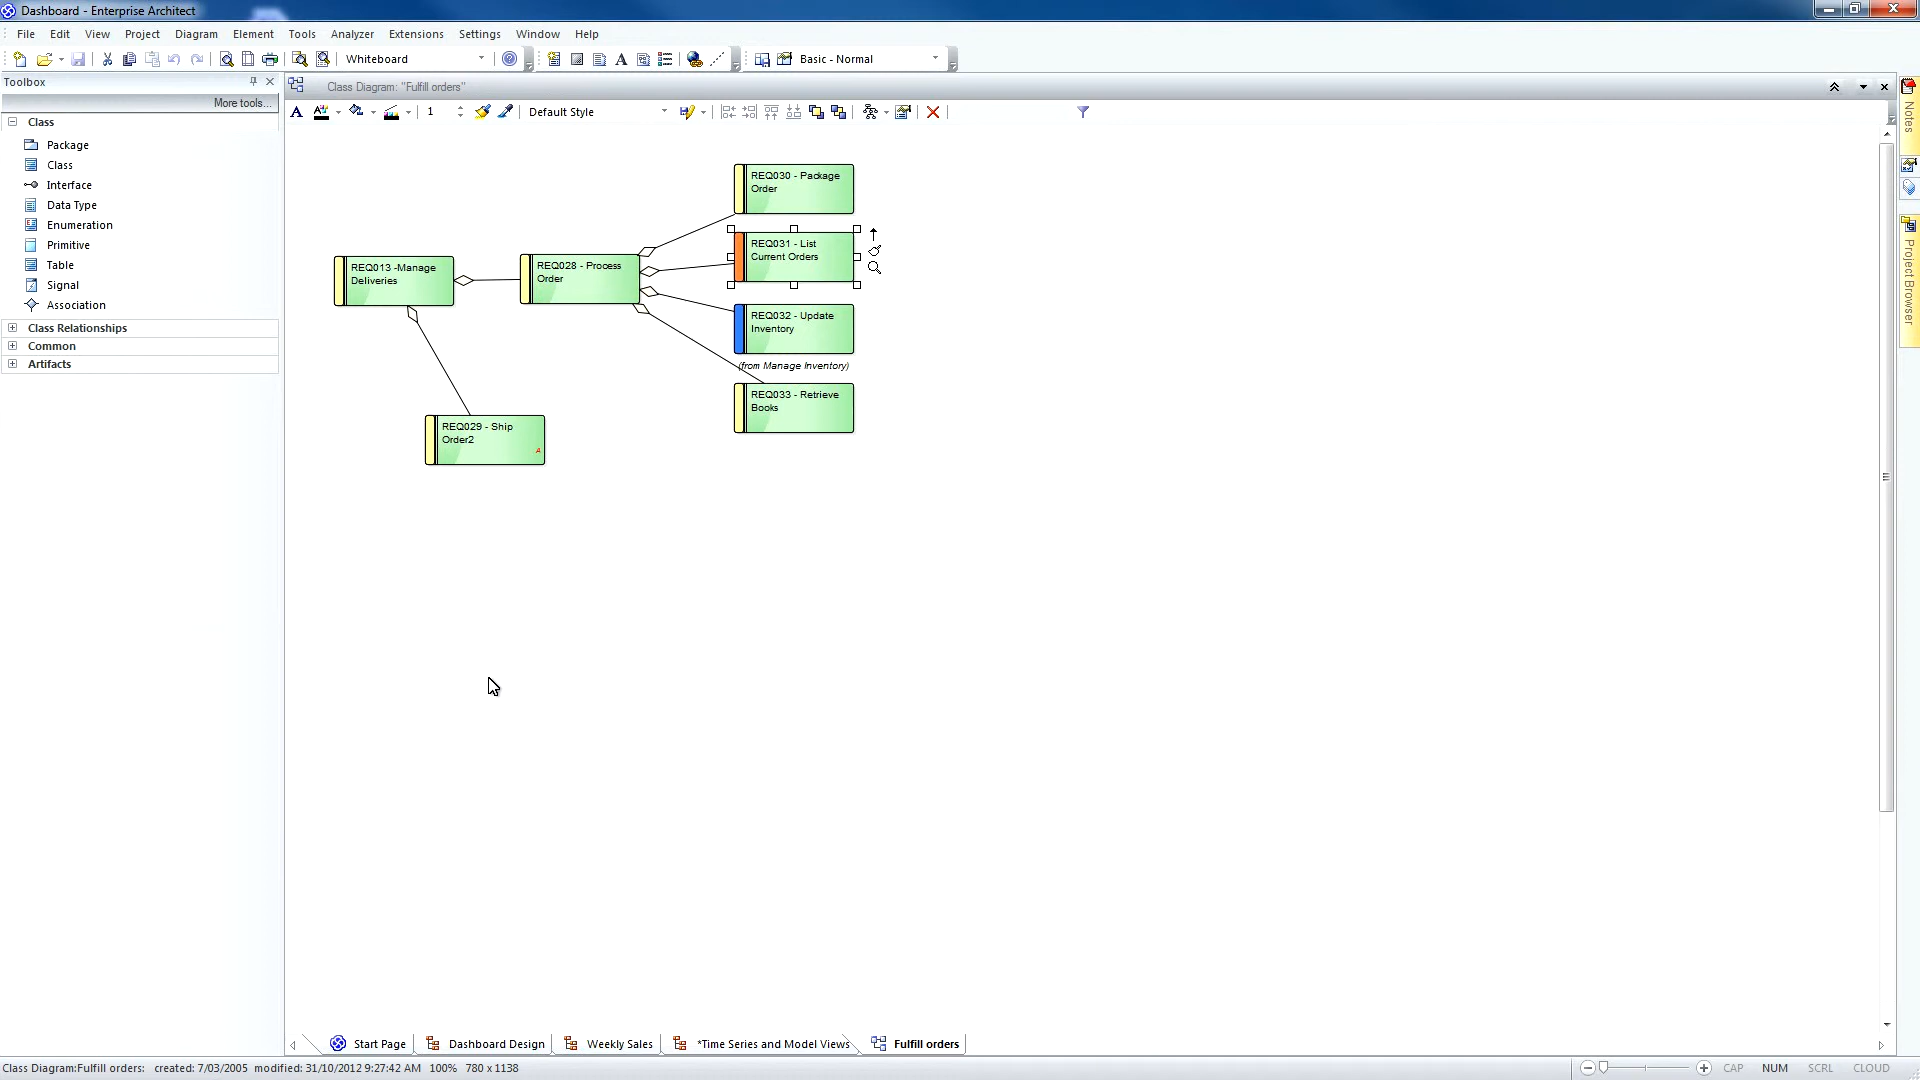 Dashboard - Enterprise Architect
File Edit View Project Diagram Element Tools Analyzer Extensions Settings Window Help
Whiteboard
Basic - Normal
Toolbox
Class Diagram: "Fulfill orders"
More tools...
1
Default Style
Class
Package
Class
Interface
Data Type
Enumeration
Primitive
Table
Signal
Association
Class Relationships
Common
Artifacts
REQ030 - Package
Order
REQ031 - List
Current Orders
REQ013 -Manage
Deliveries
REQ028 - Process
Order
REQ032 - Update
Inventory
(from Manage Inventory)
REQ033 - Retrieve
Books
REQ029 - Ship
Order2
A
Notes
Project Browser
Start Page Dashboard Design Weekly Sales *Time Series and Model Views Fulfill orders
Class Diagram:Fulfill orders: created: 7/03/2005 modified: 31/10/2012 9:27:42 AM 100% 780 x 1138
CAP NUM SCRL CLOUD